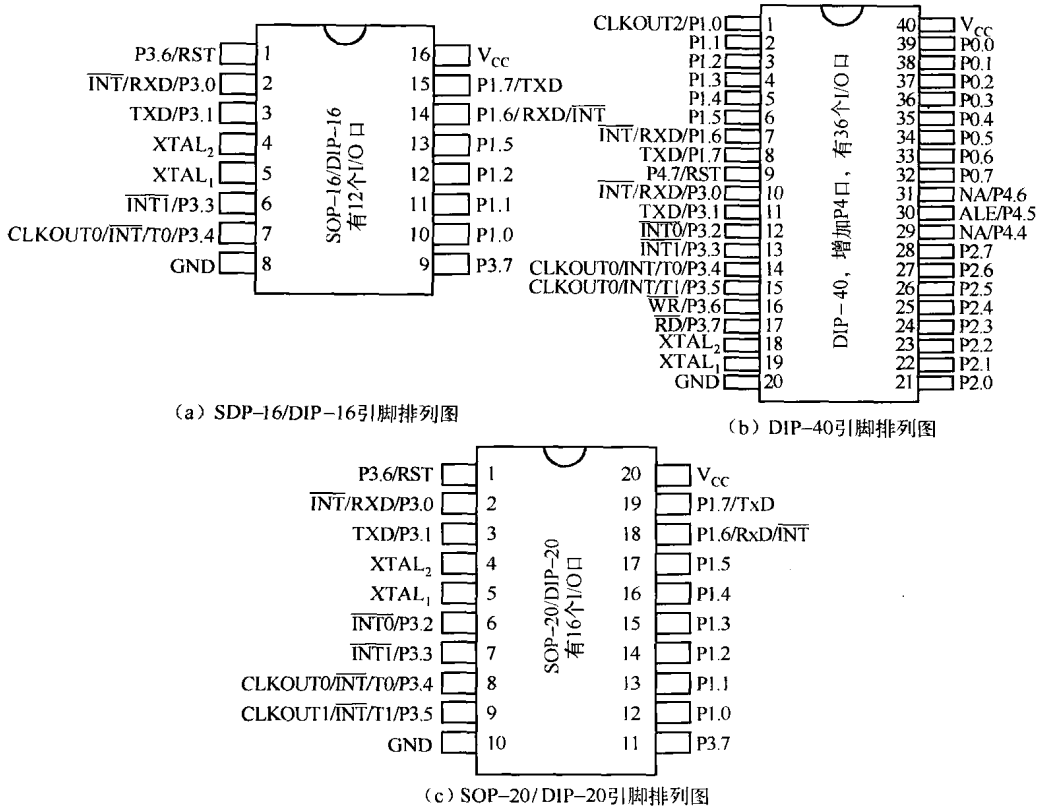 P3.6/RST 1
INT/RXD/P3.0 2
TXD/P3.1 3
XTAL2 4
XTAL1 5
INT1/P3.3 6
CLKOUT0/INT/T0/P3.4 7
GND 8
SOP-16/DIP-16
有12个I/O口
16 VCC
15 P1.7/TXD
14 P1.6/RXD/INT
13 P1.5
12 P1.2
11 P1.1
10 P1.0
9 P3.7
(a) SDP-16/DIP-16引脚排列图
CLKOUT2/P1.0 1
P1.1 2
P1.2 3
P1.3 4
P1.4 5
P1.5 6
INT/RXD/P1.6 7
TXD/P1.7 8
P4.7/RST 9
INT/RXD/P3.0 10
TXD/P3.1 11
INT0/P3.2 12
INT1/P3.3 13
CLKOUT0/INT/T0/P3.4 14
CLKOUT0/INT/T1/P3.5 15
WR/P3.6 16
RD/P3.7 17
XTAL2 18
XTAL1 19
GND 20
DIP-40，增加P4口，有36个I/O口
40 VCC
39 P0.0
38 P0.1
37 P0.2
36 P0.3
35 P0.4
34 P0.5
33 P0.6
32 P0.7
31 NA/P4.6
30 ALE/P4.5
29 NA/P4.4
28 P2.7
27 P2.6
26 P2.5
25 P2.4
24 P2.3
23 P2.2
22 P2.1
21 P2.0
(b) DIP-40引脚排列图
P3.6/RST 1
INT/RXD/P3.0 2
TXD/P3.1 3
XTAL2 4
XTAL1 5
INT0/P3.2 6
INT1/P3.3 7
CLKOUT0/INT/T0/P3.4 8
CLKOUT1/INT/T1/P3.5 9
GND 10
SOP-20/DIP-20
有16个I/O口
20 VCC
19 P1.7/TxD
18 P1.6/RxD/INT
17 P1.5
16 P1.4
15 P1.3
14 P1.2
13 P1.1
12 P1.0
11 P3.7
(c) SOP-20/DIP-20引脚排列图